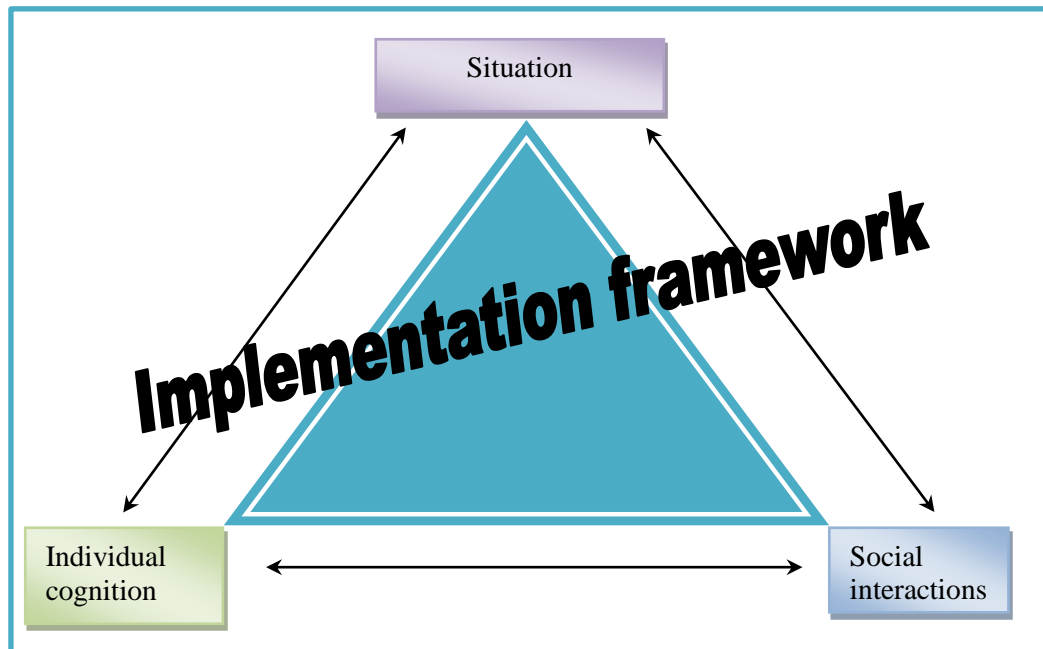 Situation
Implementation framework
Individual
cognition
Social
interactions